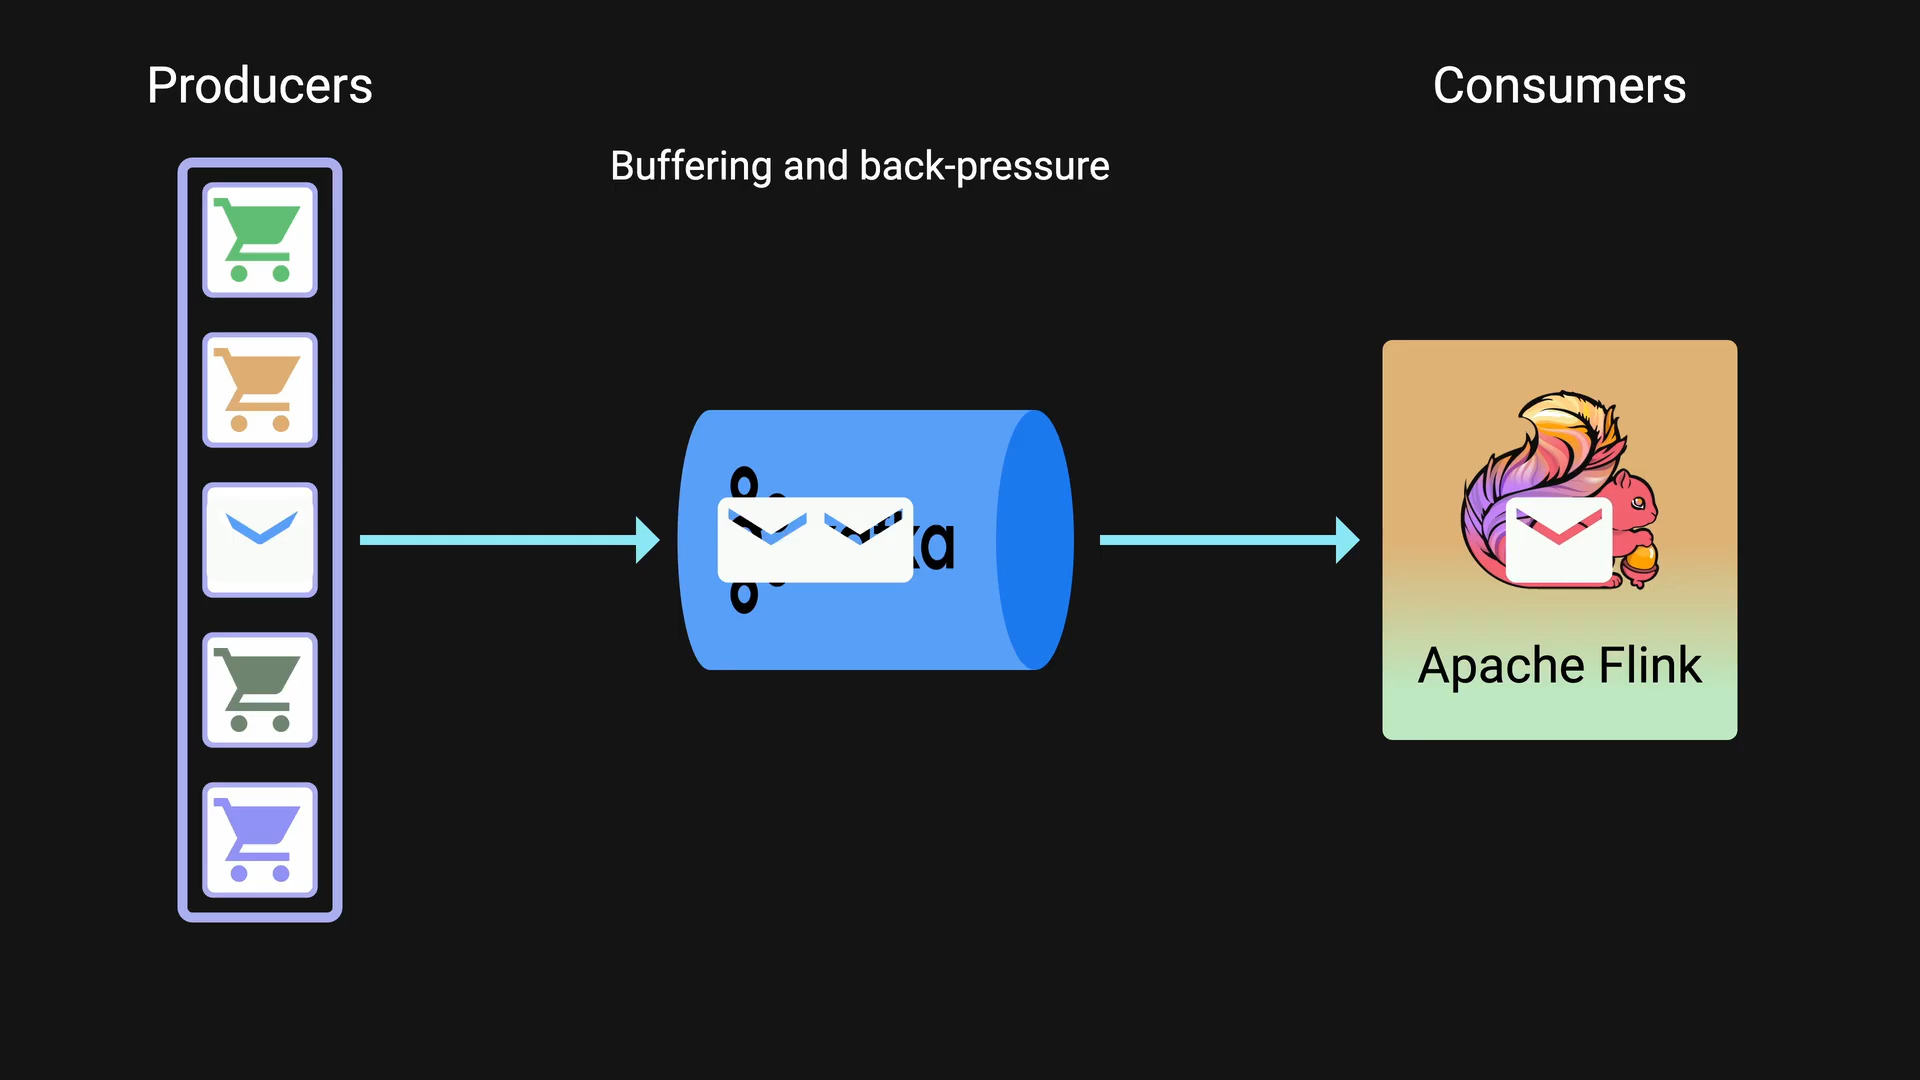 Producers
Consumers
Buffering and back-pressure
Apache Flink